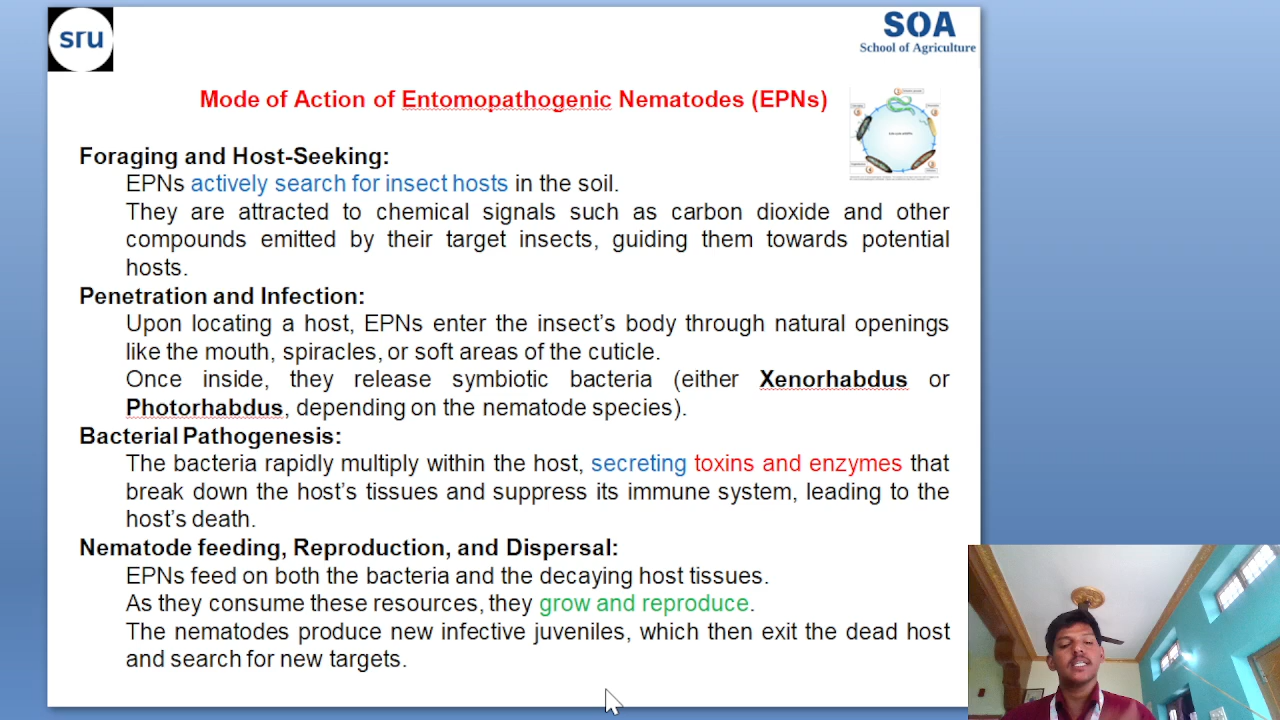 sru
SOA
School of Agriculture
Mode of Action of Entomopathogenic Nematodes (EPNs)
Foraging and Host-Seeking:
EPNs actively search for insect hosts in the soil.
They are attracted to chemical signals such as carbon dioxide and other
compounds emitted by their target insects, guiding them towards potential
hosts.
Penetration and Infection:
Upon locating a host, EPNs enter the insect's body through natural openings
like the mouth, spiracles, or soft areas of the cuticle.
Once inside, they release symbiotic bacteria (either Xenorhabdus or
Photorhabdus, depending on the nematode species).
Bacterial Pathogenesis:
The bacteria rapidly multiply within the host, secreting toxins and enzymes that
break down the host's tissues and suppress its immune system, leading to the
host's death.
Nematode feeding, Reproduction, and Dispersal:
EPNs feed on both the bacteria and the decaying host tissues.
As they consume these resources, they grow and reproduce.
The nematodes produce new infective juveniles, which then exit the dead host
and search for new targets.